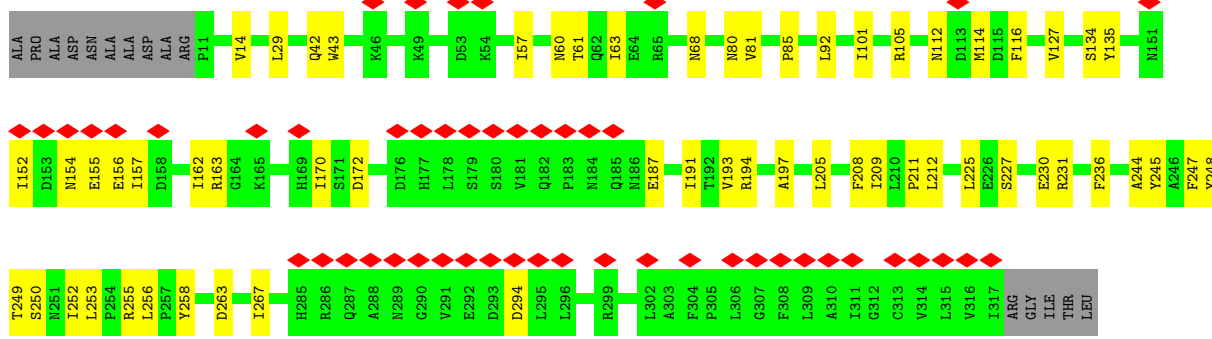 ALA PRO ALA ASP ASN ALA ALA ASP ALA ARG P11 V14 L29 Q42 W43 K46 K49 D53 K54 I57 N60 T61 Q62 I63 E64 R65 N68 N80 V81 P85 L92 I101 R105 N112 D113 M114 D115 F116 V127 S134 Y135 N151
I152 D153 N154 E155 E156 I157 D158 I162 R163 G164 K165 H169 I170 S171 D172 D176 H177 L178 S179 S180 V181 Q182 P183 N184 Q185 N186 E187 I191 T192 V193 R194 A197 L205 F208 I209 L210 P211 L212 L225 E226 S227 E230 R231 F236 A244 Y245 A246 F247 Y248
T249 S250 N251 I252 L253 P254 R255 L256 P257 Y258 D263 I267 H285 R286 Q287 A288 N289 G290 V291 E292 D293 D294 L295 L296 R299 L302 A303 F304 P305 L306 G307 F308 L309 A310 I311 G312 C313 V314 L315 V316 I317 ARG GLY ILE THR LEU